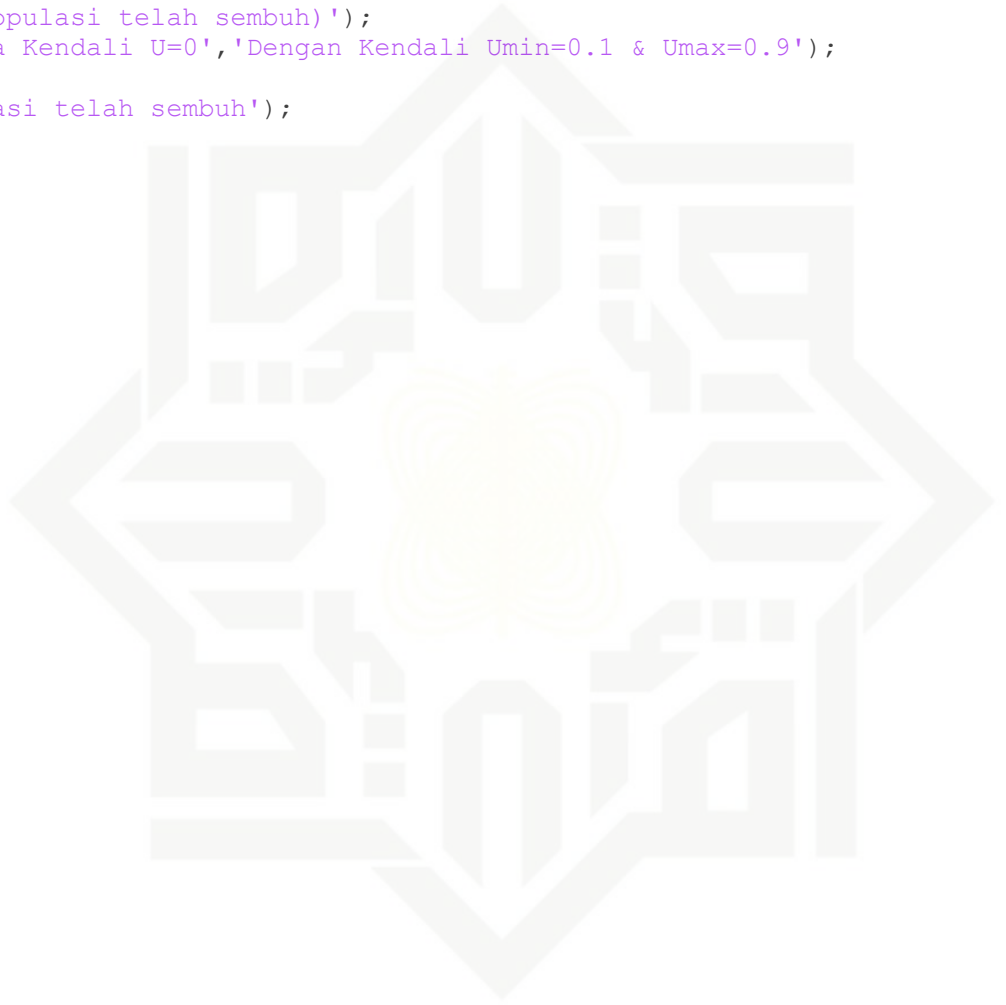 opulasi telah sembuh)');
a Kendali U=0','Dengan Kendali Umin=0.1 & Umax=0.9');
asi telah sembuh');